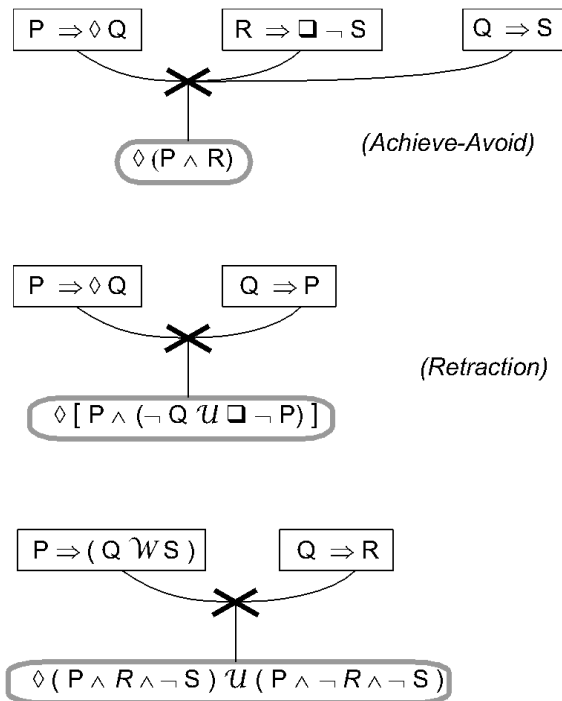 P ⇒ ◊ Q R ⇒ ❑ ¬ S Q ⇒ S
◊ (P ∧ R)
(Achieve-Avoid)
P ⇒ ◊ Q Q ⇒ P
(Retraction)
◊ [ P ∧ (¬ Q 𝒰 ❑ ¬ P) ]
P ⇒ ( Q 𝒲 S ) Q ⇒ R
◊ ( P ∧ R ∧ ¬ S ) 𝒰 ( P ∧ ¬ R ∧ ¬ S )